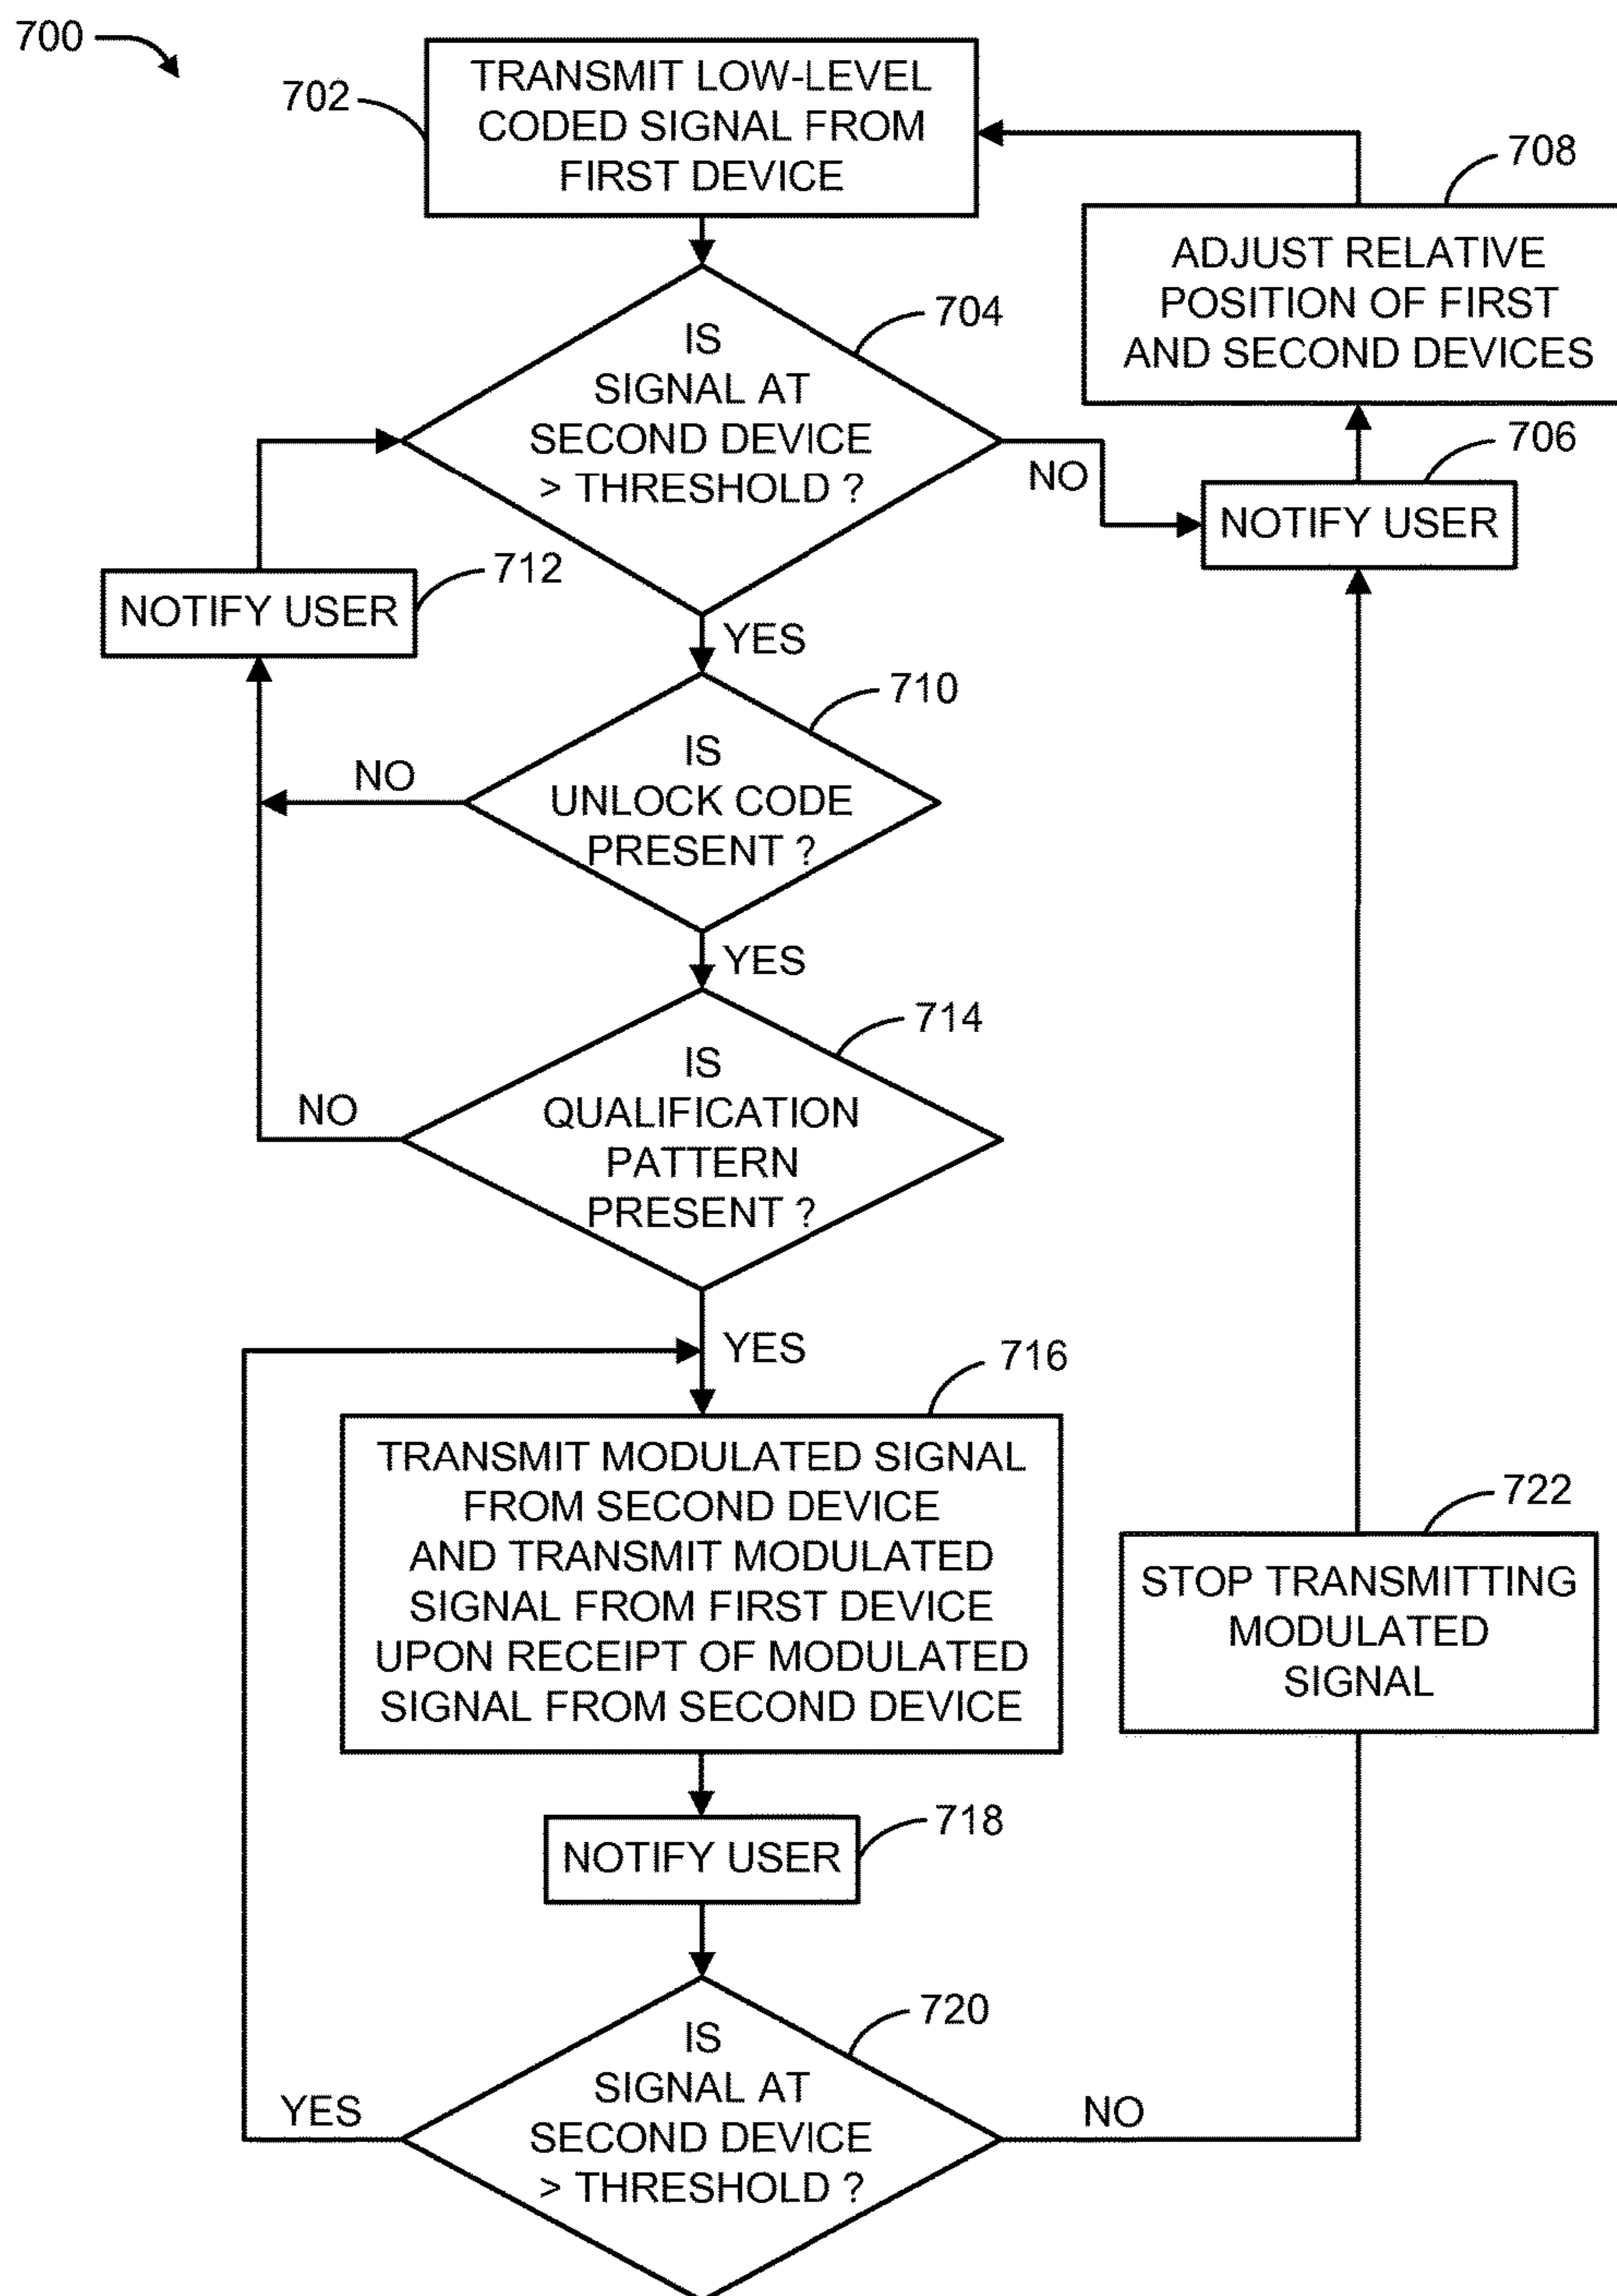 700
702
TRANSMIT LOW-LEVEL
CODED SIGNAL FROM
FIRST DEVICE
708
ADJUST RELATIVE
POSITION OF FIRST
AND SECOND DEVICES
704
IS
SIGNAL AT
SECOND DEVICE
> THRESHOLD ?
NO
706
NOTIFY USER
712
NOTIFY USER
YES
710
IS
UNLOCK CODE
PRESENT ?
NO
YES
714
IS
QUALIFICATION
PATTERN
PRESENT ?
NO
YES
716
TRANSMIT MODULATED SIGNAL
FROM SECOND DEVICE
AND TRANSMIT MODULATED
SIGNAL FROM FIRST DEVICE
UPON RECEIPT OF MODULATED
SIGNAL FROM SECOND DEVICE
722
STOP TRANSMITTING
MODULATED
SIGNAL
718
NOTIFY USER
720
IS
SIGNAL AT
SECOND DEVICE
> THRESHOLD ?
YES
NO